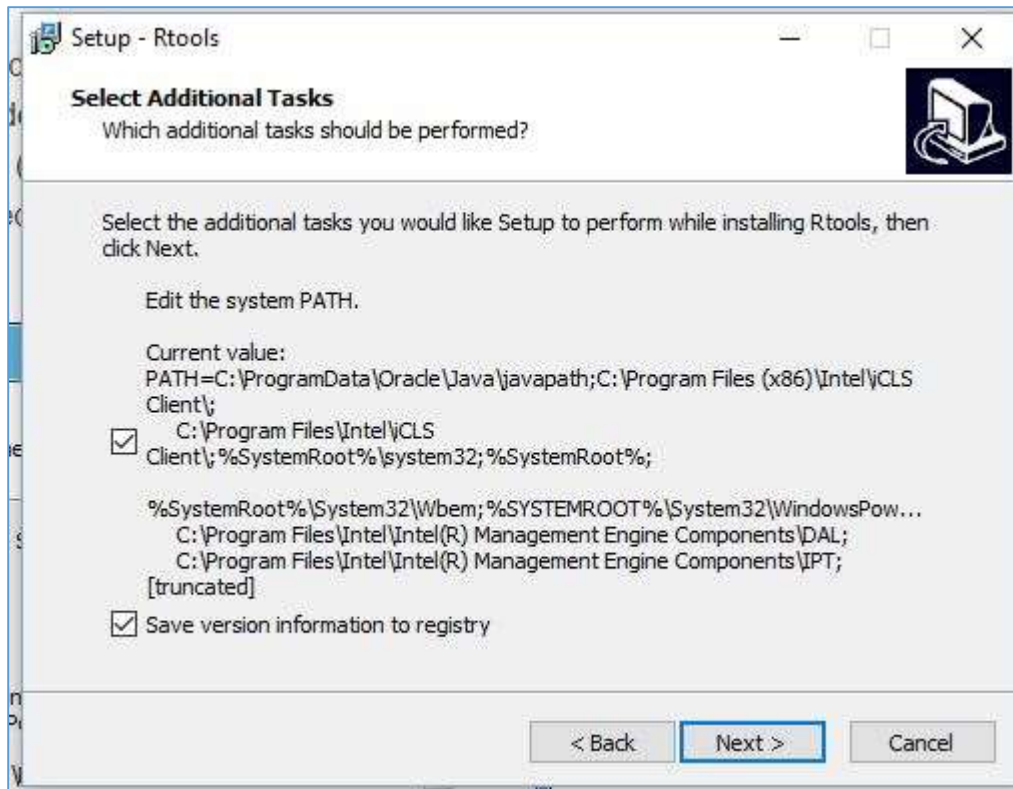 Setup - Rtools
Select Additional Tasks
Which additional tasks should be performed?
Select the additional tasks you would like Setup to perform while installing Rtools, then
click Next.
Edit the system PATH.
Current value:
PATH=C:\ProgramData\Oracle\Java\javapath;C:\Program Files (x86)\Intel\iCLS
Client\;
C:\Program Files\Intel\iCLS
Client\;%SystemRoot%\system32;%SystemRoot%;
%SystemRoot%\System32\Wbem;%SYSTEMROOT%\System32\WindowsPow...
C:\Program Files\Intel\Intel(R) Management Engine Components\DAL;
C:\Program Files\Intel\Intel(R) Management Engine Components\IPT;
[truncated]
Save version information to registry
< Back Next > Cancel